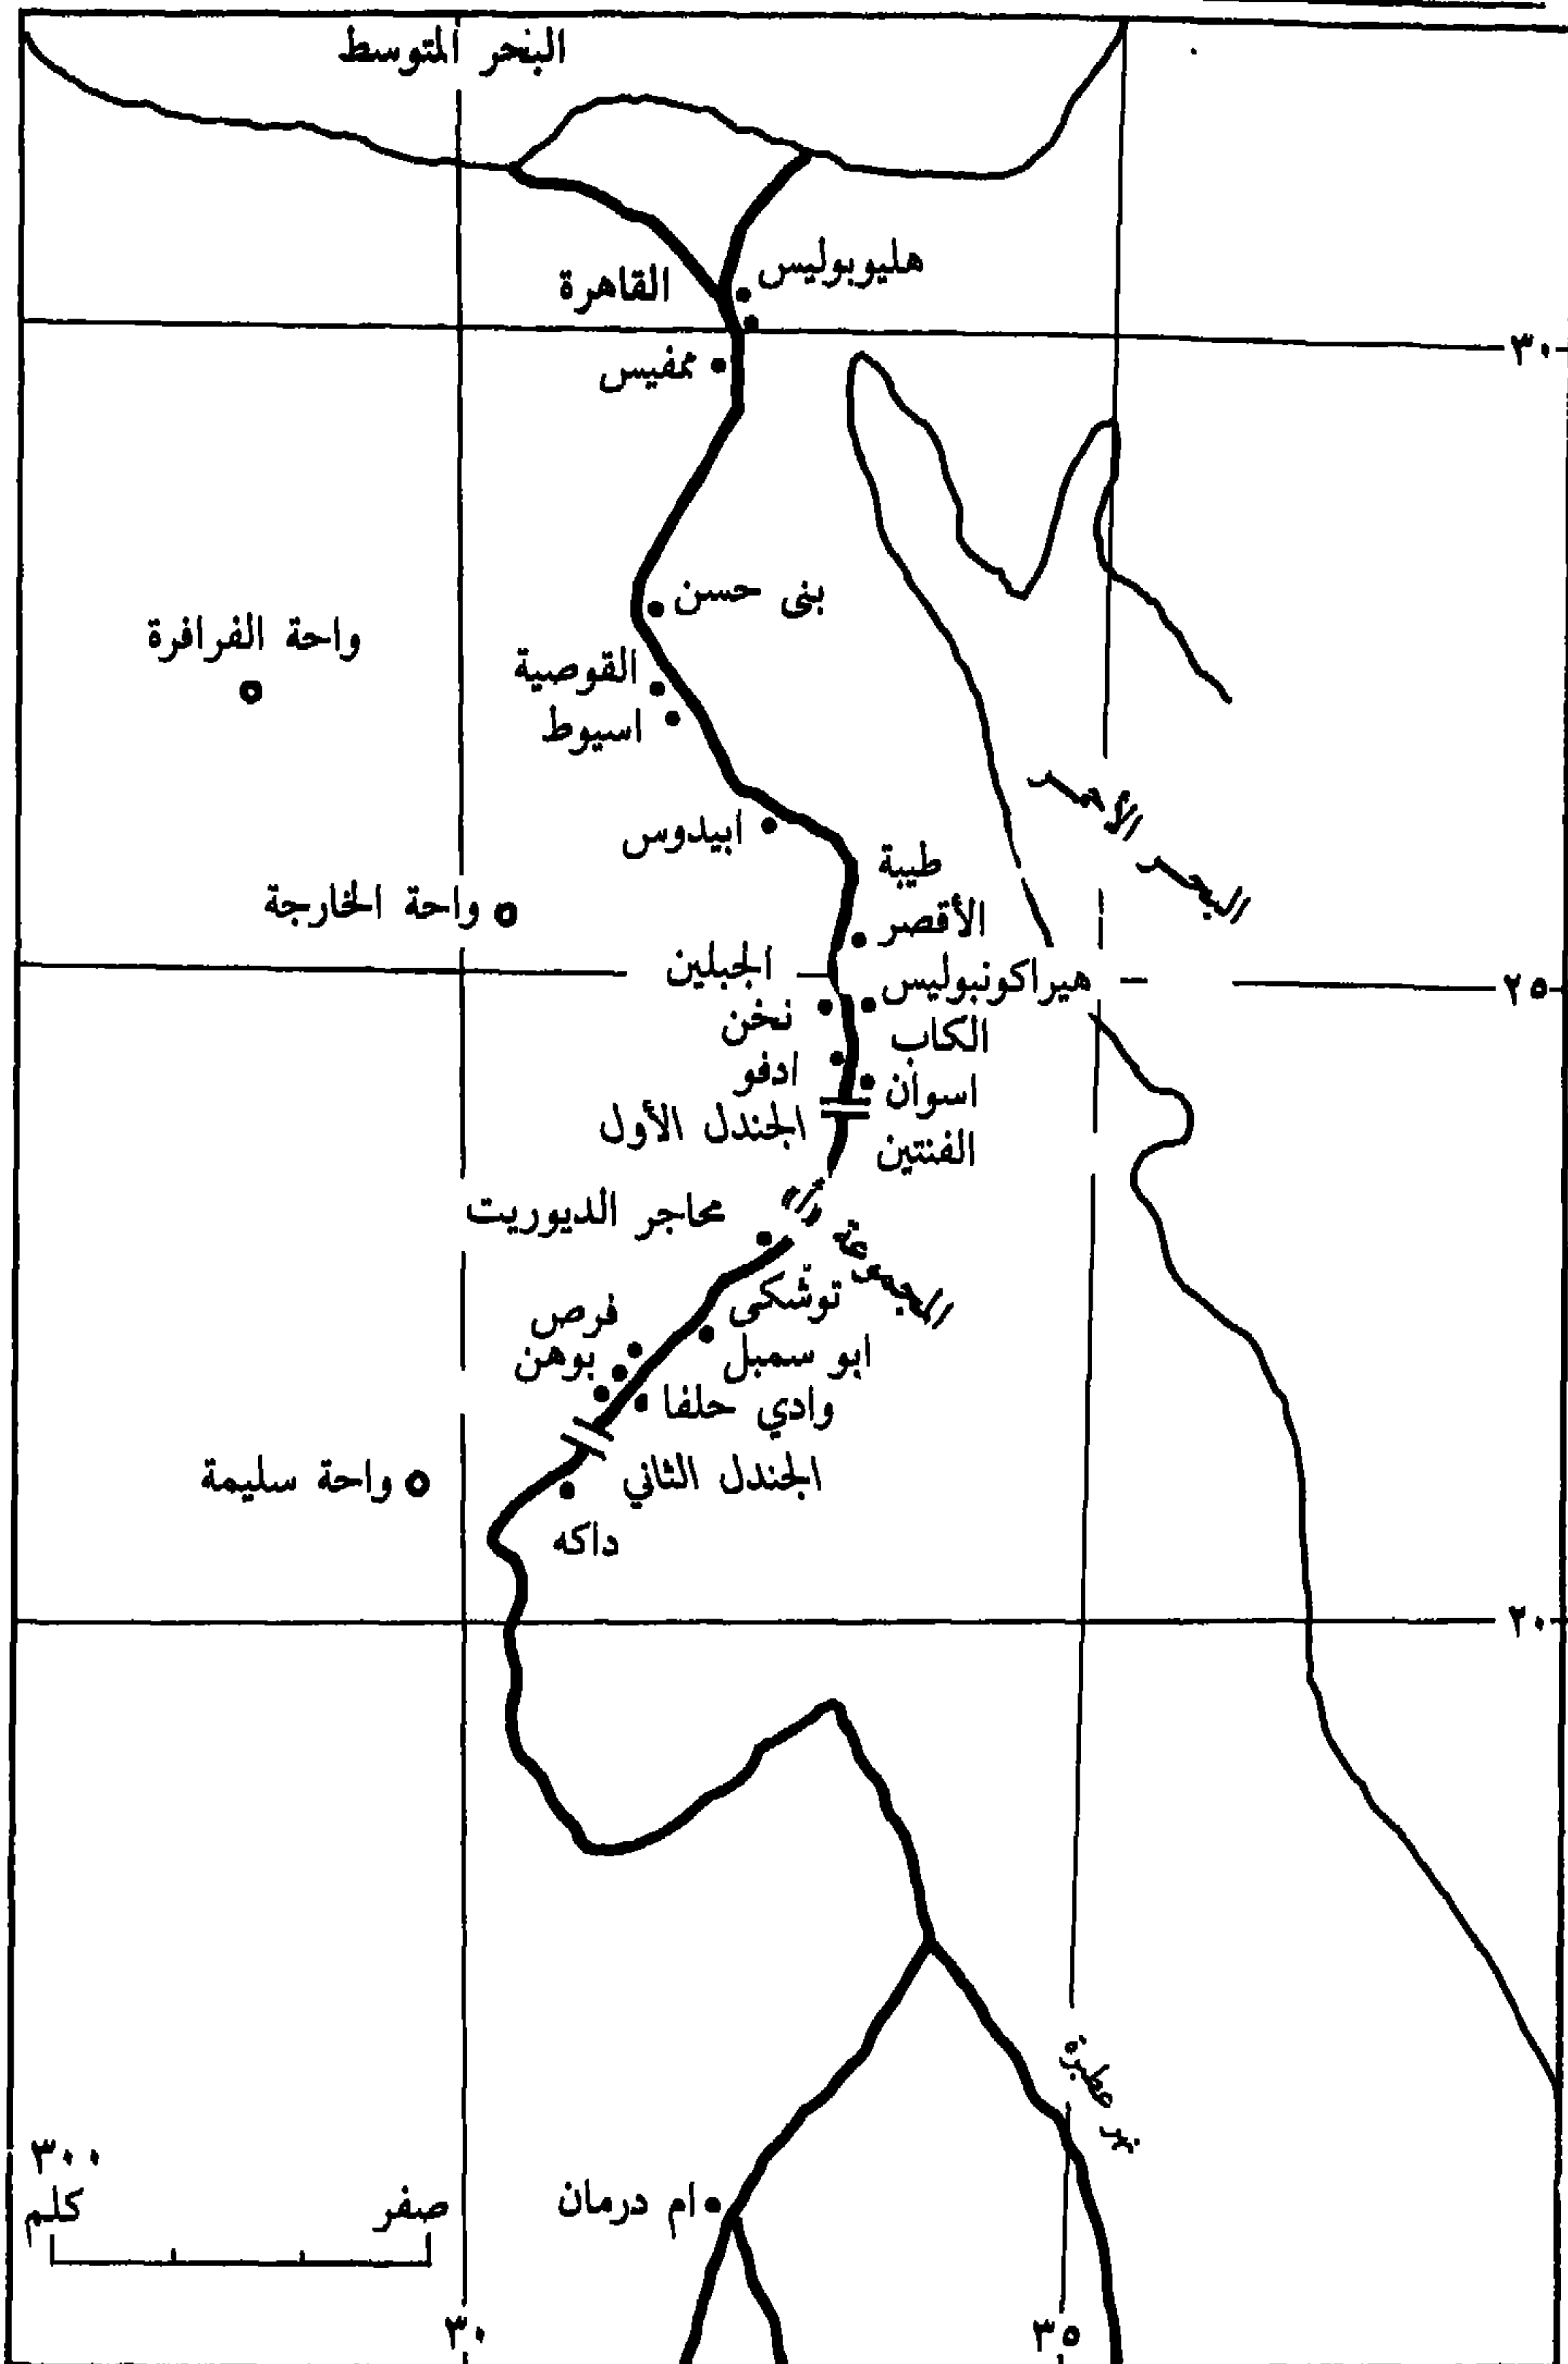 البحر المتوسط
هليوبوليس
القاهرة
٣٠
ممفيس
بنى حسن
واحة الفرافرة
القوصية
اسيوط
البحر الأحمر
ابيدوس
طيبة
واحة الخارجة
الأقصر
الجبلين
هيراكونبوليس
٢٥
نخن
الكاب
ادفو
اسوان
الجندل الأول
الفنتين
محاجر الديوريت
توشكى
فرص
ابو سمبل
بوهن
وادي حلفا
واحة سليمة
الجندل الثاني
داكه
٢٠
نهر عطبرة
٣٠٠
كلم
صفر
ام درمان
٣٠
٣٥